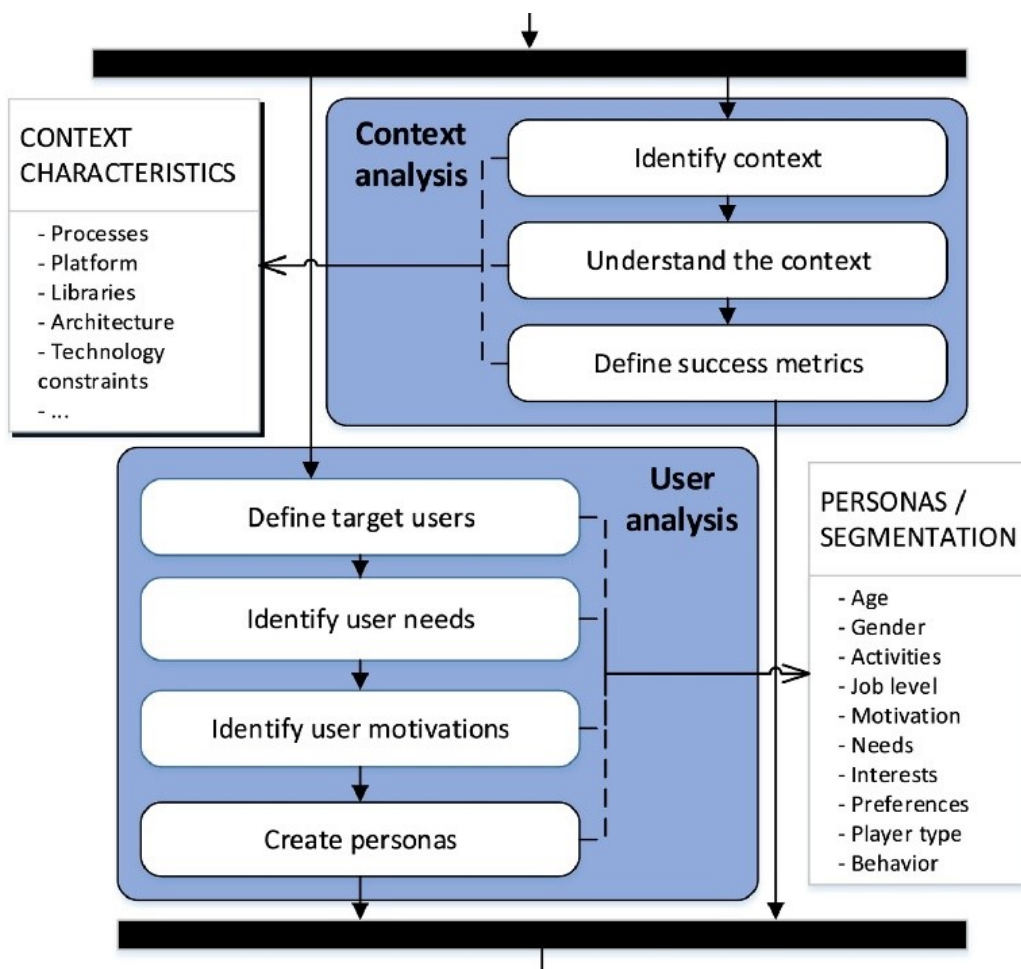 CONTEXT
CHARACTERISTICS
- Processes
- Platform
- Libraries
- Architecture
- Technology
constraints
- ...
Context
analysis
Identify context
Understand the context
Define success metrics
User
analysis
Define target users
Identify user needs
Identify user motivations
Create personas
PERSONAS /
SEGMENTATION
- Age
- Gender
- Activities
- Job level
- Motivation
- Needs
- Interests
- Preferences
- Player type
- Behavior